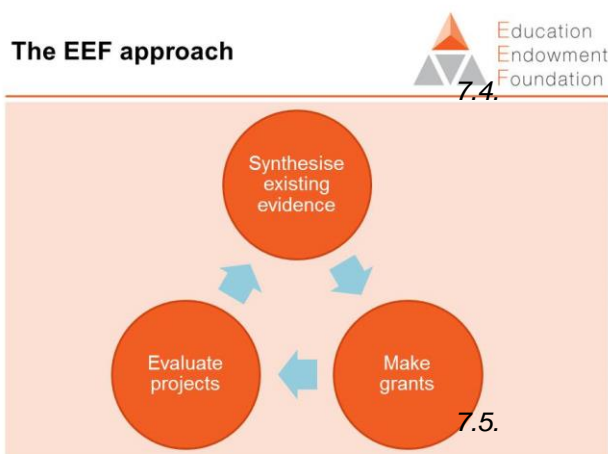 The EEF approach
Education
Endowment
Foundation
7.4.
Synthesise
existing
evidence
Evaluate
projects
Make
grants
7.5.